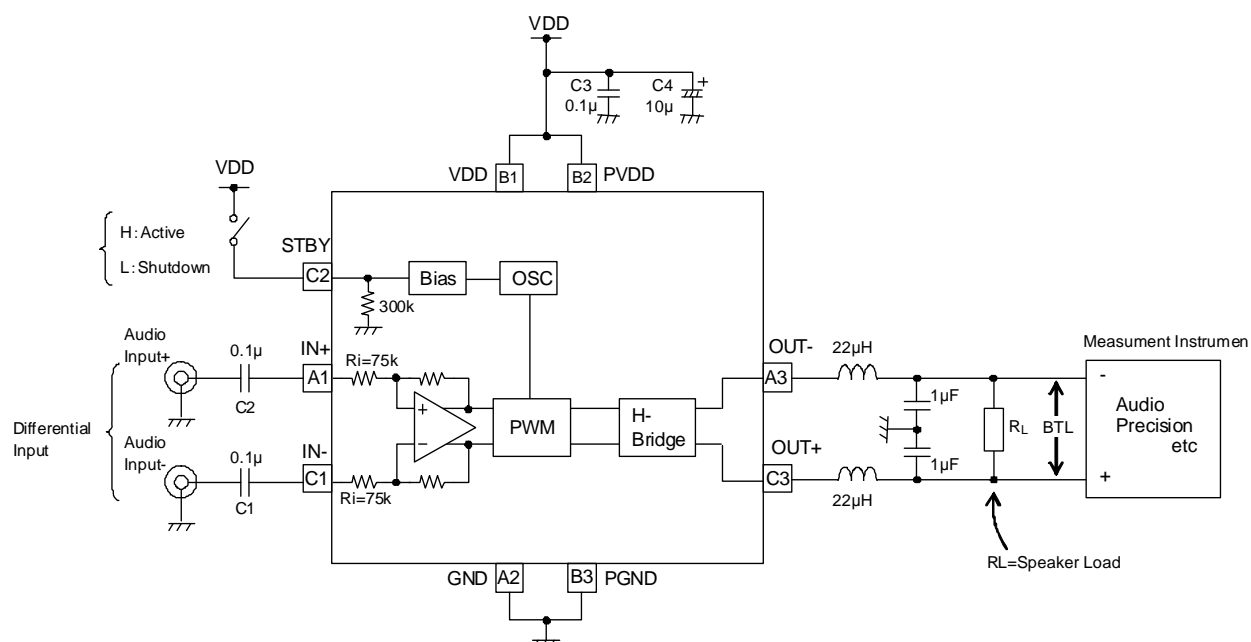 VDD
C3
0.1μ
C4
10μ
+
VDD
B1
B2
PVDD
VDD
H:Active
L:Shutdown
STBY
C2
Bias
OSC
300k
Differential
Input
Audio
Input+
0.1μ
C2
IN+
A1
Ri=75k
Audio
Input-
0.1μ
C1
IN-
C1
Ri=75k
+
−
PWM
H-
Bridge
OUT-
A3
22μH
OUT+
C3
22μH
1μF
1μF
RL
BTL
Measument Instrumen
-
Audio
Precision
etc
+
RL=Speaker Load
GND
A2
B3
PGND